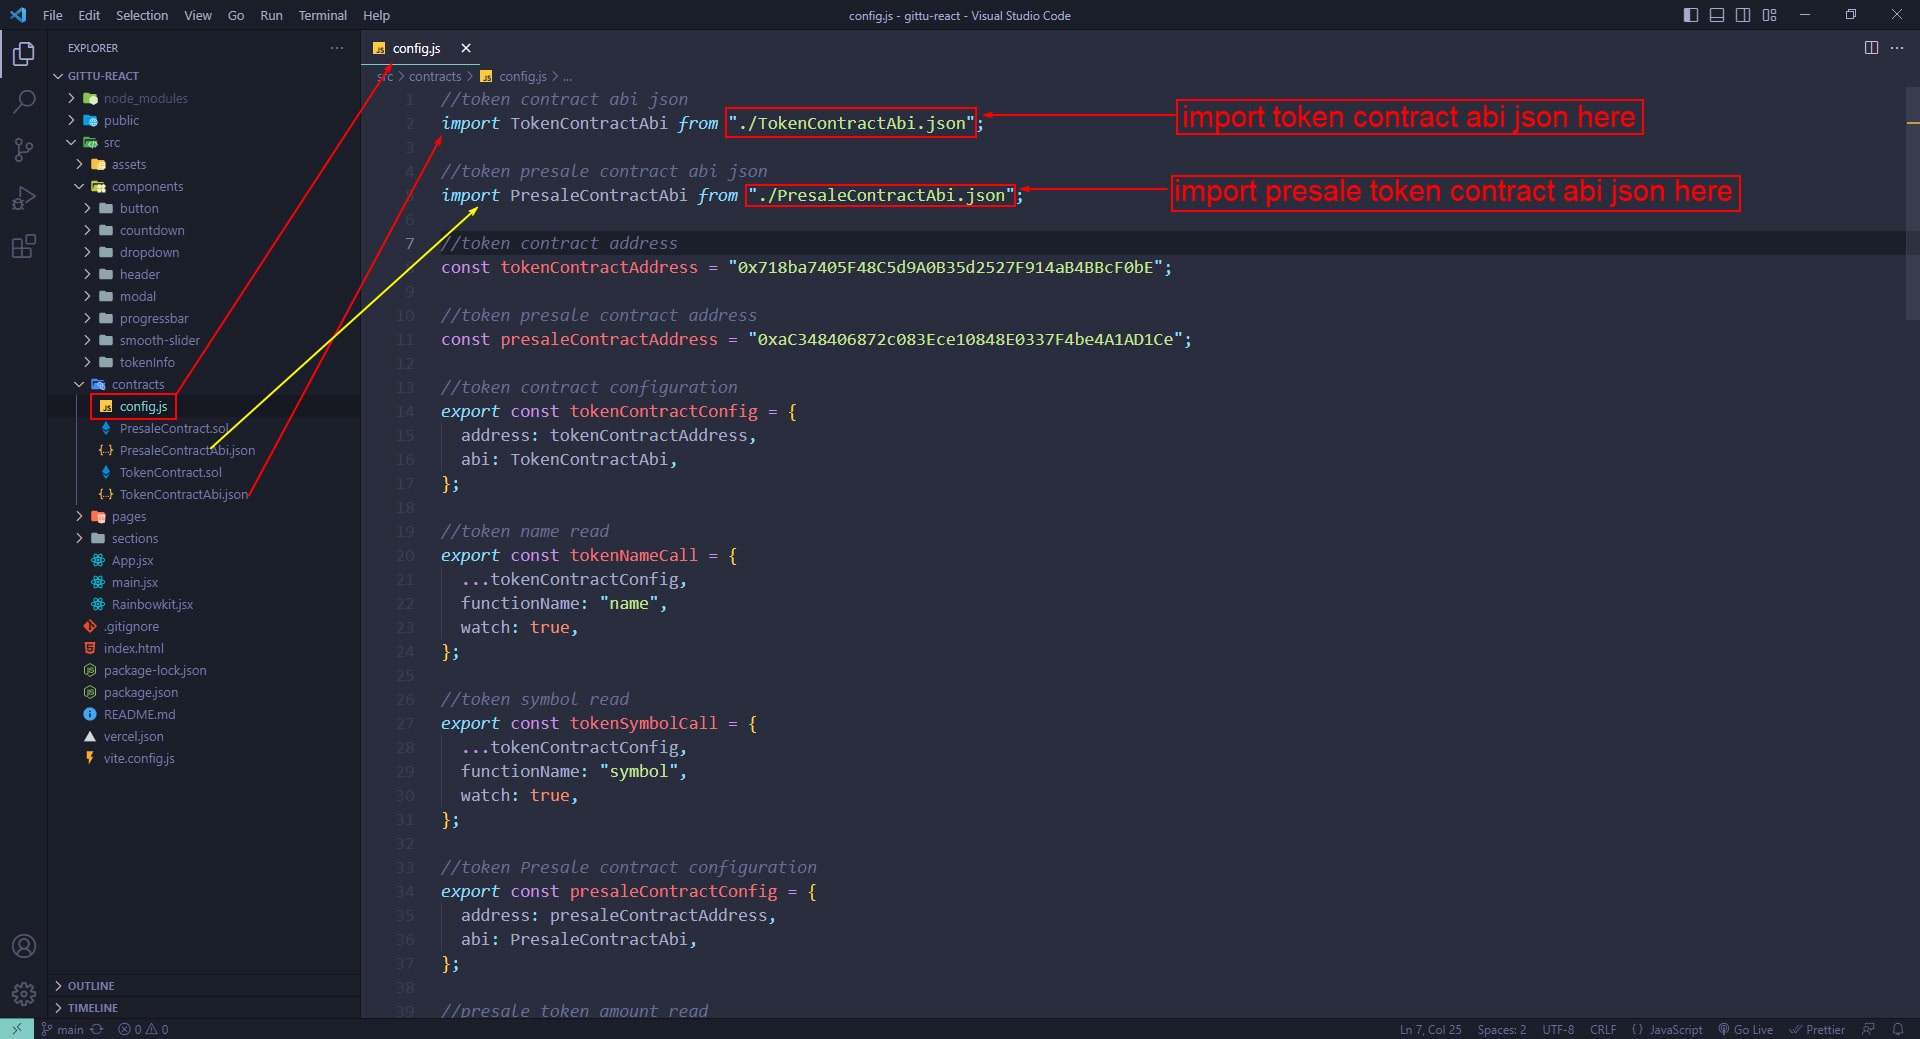 File Edit Selection View Go Run Terminal Help
config.js - gittu-react - Visual Studio Code
EXPLORER
GITTU-REACT
node_modules
public
src
assets
components
button
countdown
dropdown
header
modal
progressbar
smooth-slider
tokenInfo
contracts
config.js
PresaleContract.sol
PresaleContractAbi.json
TokenContract.sol
TokenContractAbi.json
pages
sections
App.jsx
main.jsx
Rainbowkit.jsx
.gitignore
index.html
package-lock.json
package.json
README.md
vercel.json
vite.config.js
OUTLINE
TIMELINE
config.js
src > contracts > config.js > ...
1 //token contract abi json
2 import TokenContractAbi from "./TokenContractAbi.json";
import token contract abi json here
3
4 //token presale contract abi json
5 import PresaleContractAbi from "./PresaleContractAbi.json";
import presale token contract abi json here
6
7 //token contract address
const tokenContractAddress = "0x718ba7405F48C5d9A0B35d2527F914aB4BBcF0bE";
9
10 //token presale contract address
11 const presaleContractAddress = "0xaC348406872c083Ece10848E0337F4be4A1AD1Ce";
12
13 //token contract configuration
14 export const tokenContractConfig = {
15 address: tokenContractAddress,
16 abi: TokenContractAbi,
17 };
18
19 //token name read
20 export const tokenNameCall = {
21 ...tokenContractConfig,
22 functionName: "name",
23 watch: true,
24 };
25
26 //token symbol read
27 export const tokenSymbolCall = {
28 ...tokenContractConfig,
29 functionName: "symbol",
30 watch: true,
31 };
32
33 //token Presale contract configuration
34 export const presaleContractConfig = {
35 address: presaleContractAddress,
36 abi: PresaleContractAbi,
37 };
38
39 //presale token amount read
main 0 0
Ln 7, Col 25 Spaces: 2 UTF-8 CRLF {} JavaScript Go Live Prettier